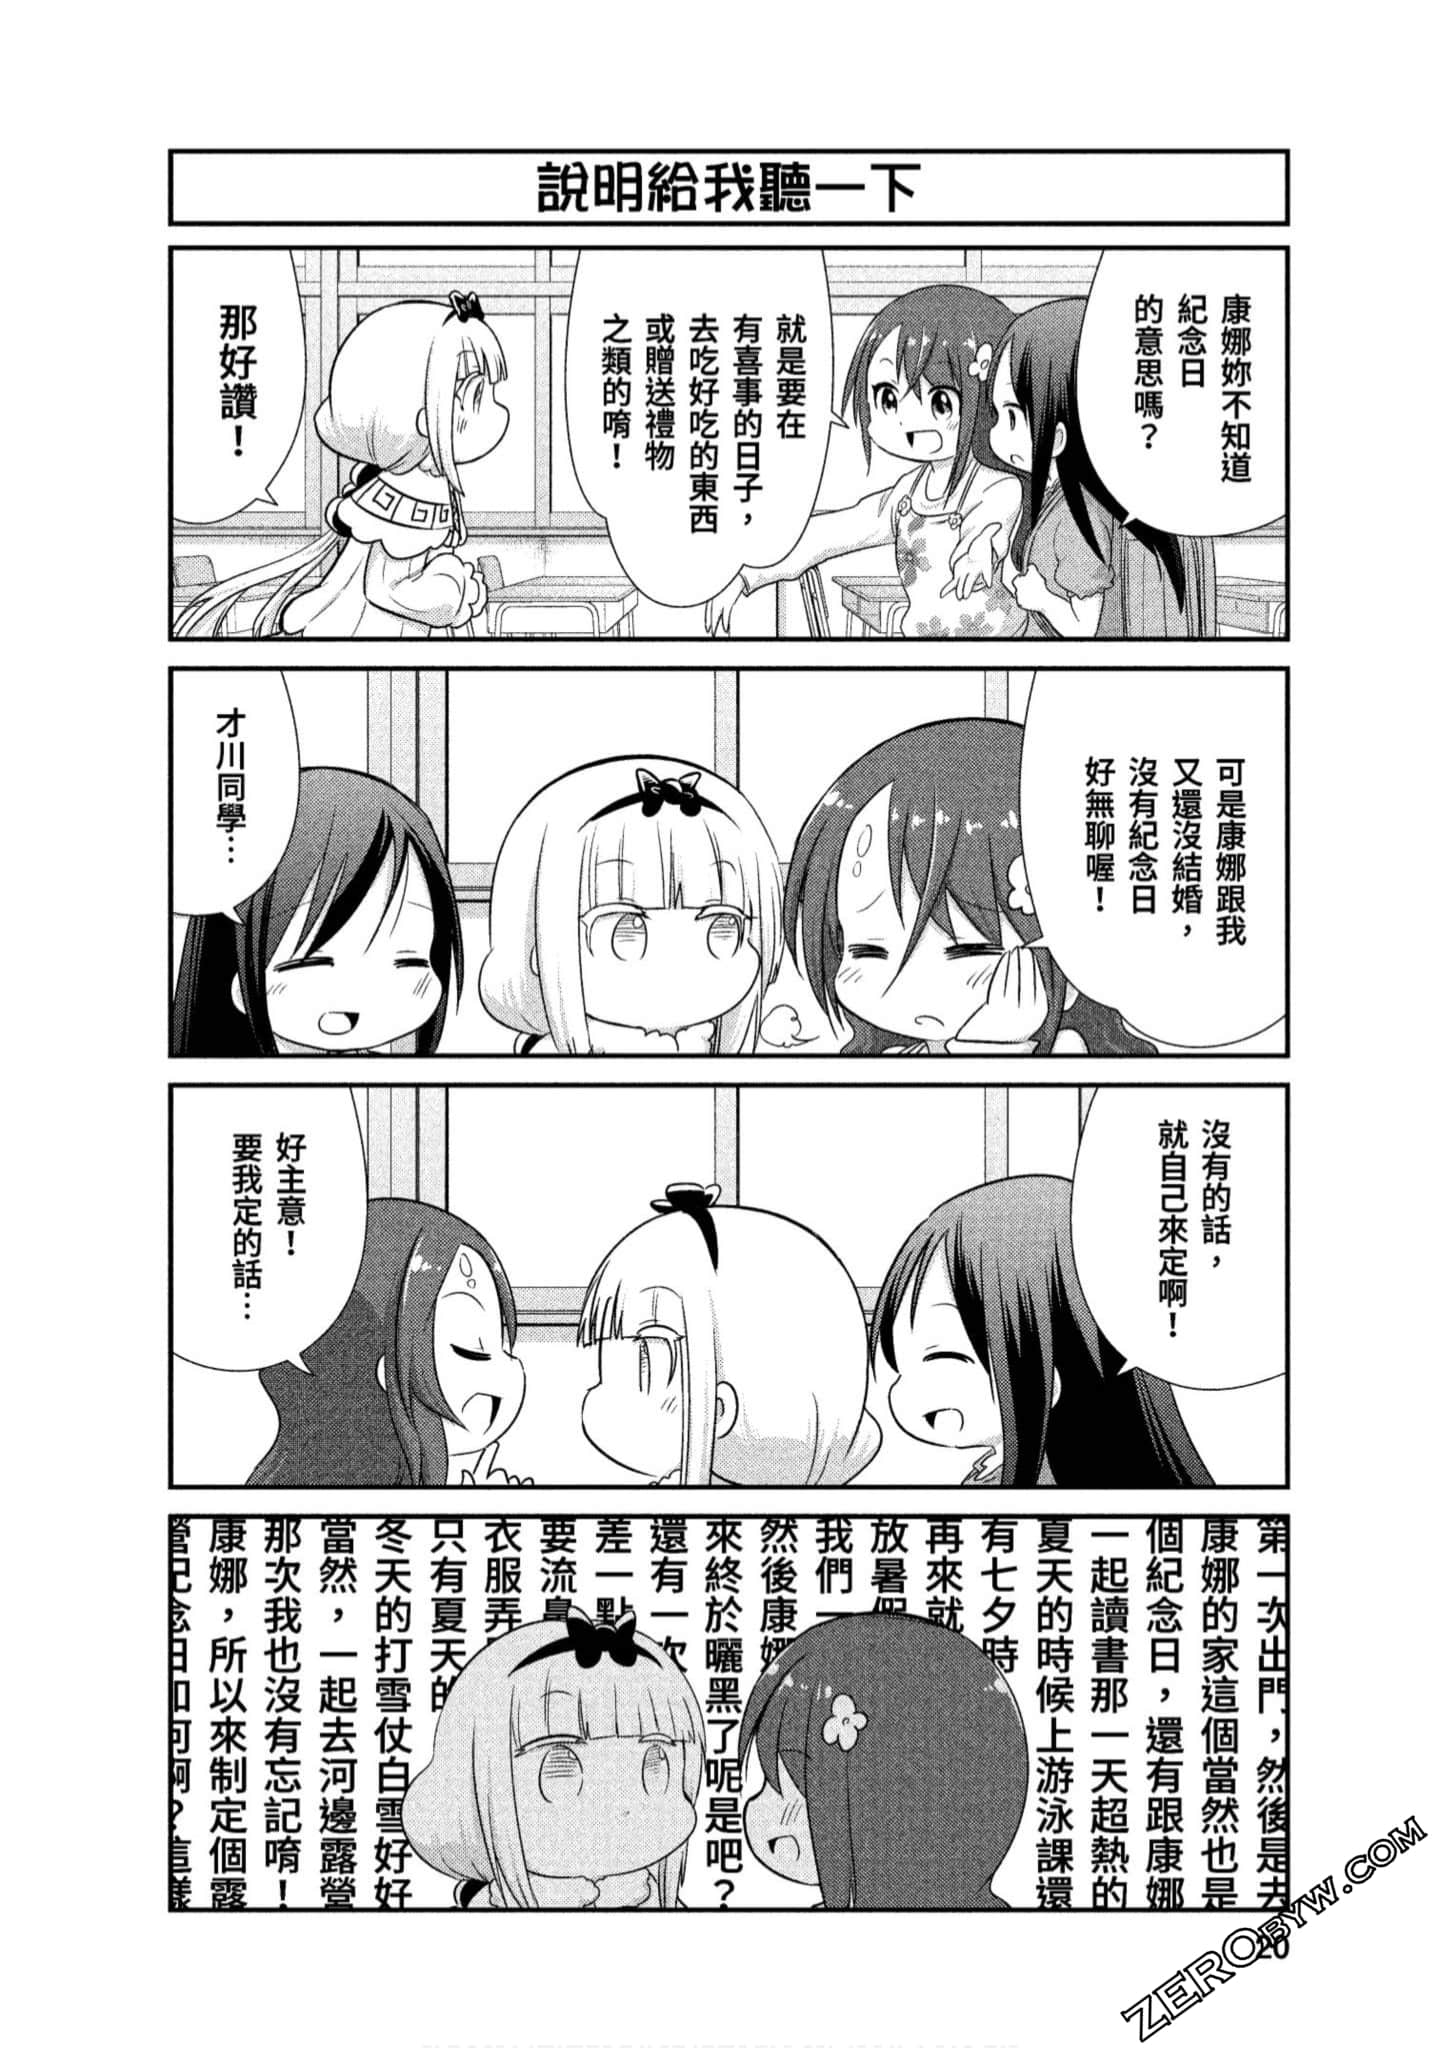 說明給我聽一下
康娜妳不知道
紀念日
的意思嗎？
就是要在
有喜事的日子，
去吃好吃的東西
或贈送禮物
之類的唷！
那好讚！
可是康娜跟我
又還沒結婚，
沒有紀念日
好無聊喔！
才川同學…
沒有的話，
就自己來定啊！
好主意！
要我定的話…
第一次出門，然後是去
康娜的家這個當然也是
個紀念日，還有跟康娜
一起讀書那一天超熱的
夏天的時候上游泳課還
有七夕時
再來就
放暑假
我們一
然後康娜
來終於曬黑了呢是吧？
還有一次
差一點
要流鼻
衣服弄
只有夏天的
冬天的打雪仗白雪好好
當然，一起去河邊露營
那次我也沒有忘記唷！
康娜，所以來制定個露
營紀念日如何啊？這樣
20
ZEROBYW.COM